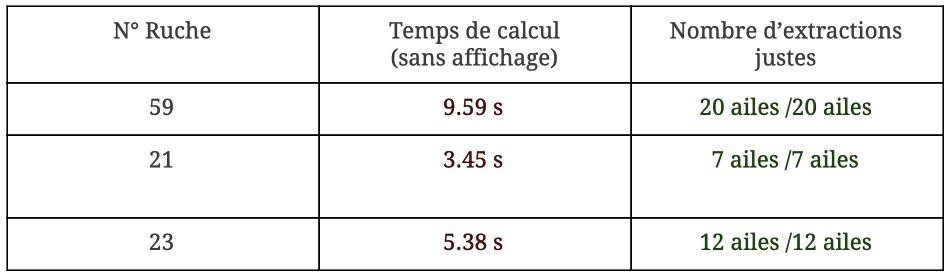 N° Ruche
Temps de calcul
(sans affichage)
Nombre d’extractions
justes
59
9.59 s
20 ailes /20 ailes
21
3.45 s
7 ailes /7 ailes
23
5.38 s
12 ailes /12 ailes